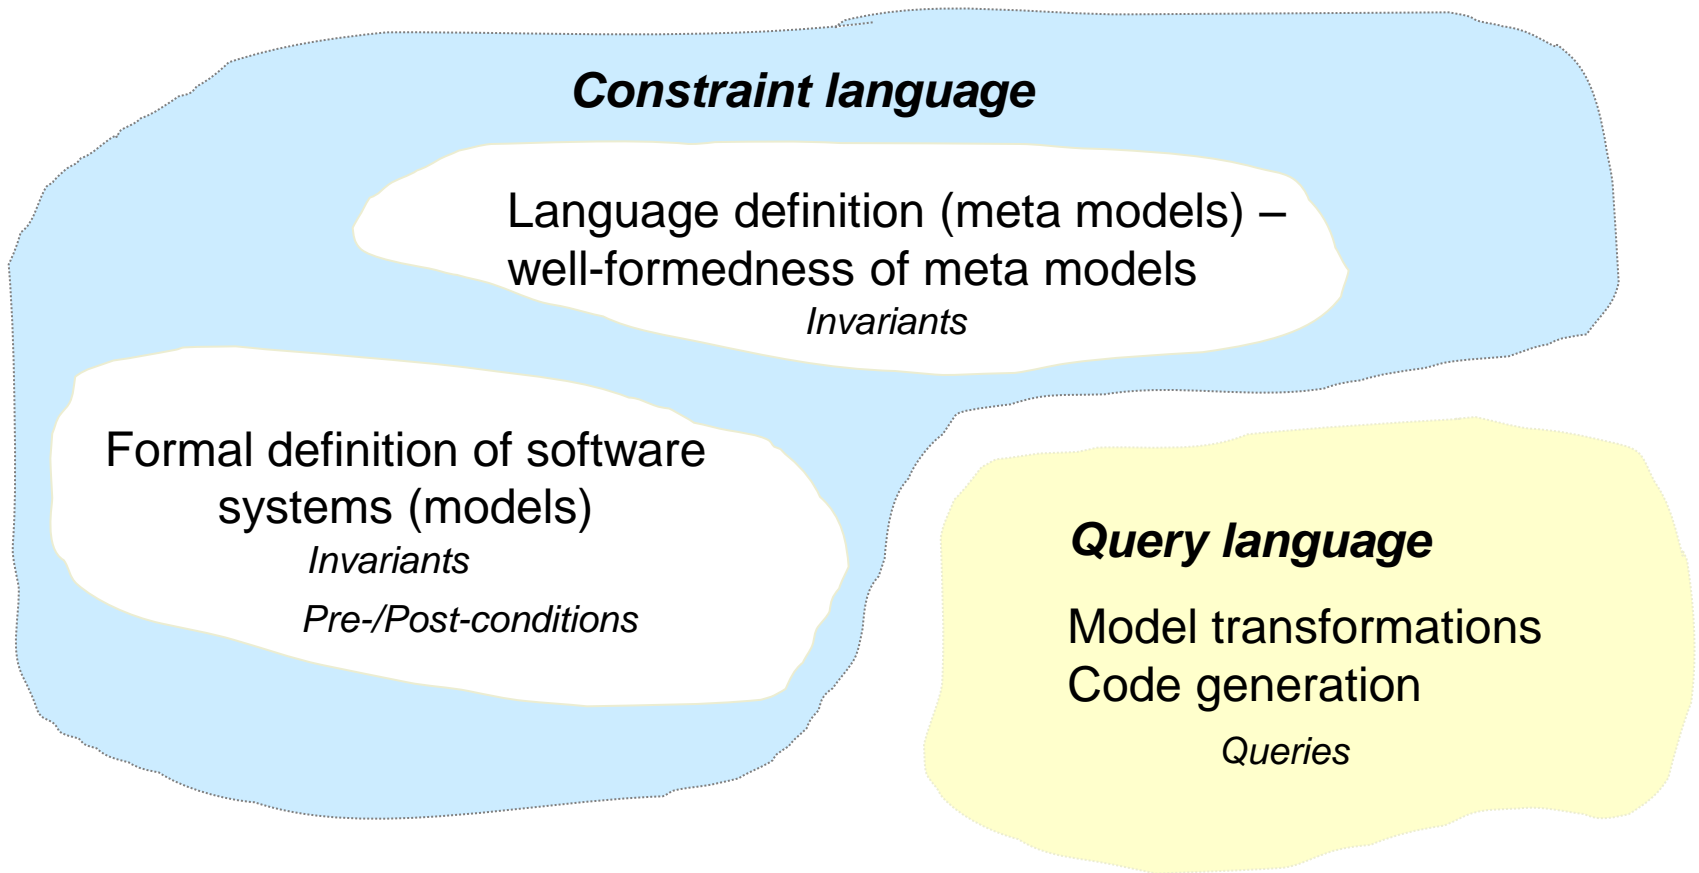 Constraint language
Language definition (meta models) –
well-formedness of meta models
Invariants
Formal definition of software
systems (models)
Invariants
Pre-/Post-conditions
Query language
Model transformations
Code generation
Queries